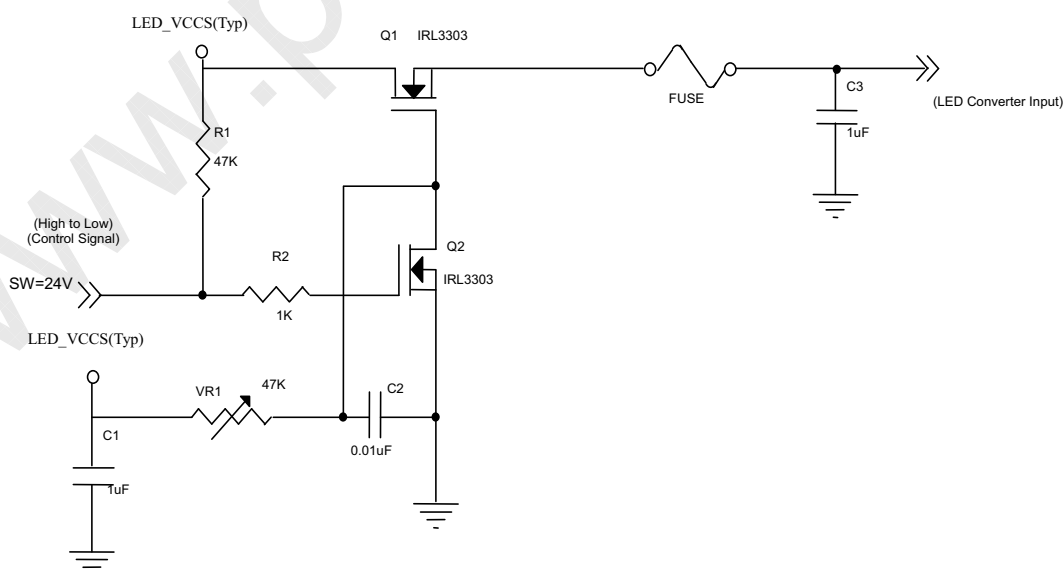 LED_VCCS(Typ)
Q1
IRL3303
FUSE
C3
1uF
(LED Converter Input)
R1
47K
(High to Low)
(Control Signal)
SW=24V
R2
1K
Q2
IRL3303
LED_VCCS(Typ)
VR1
47K
C2
0.01uF
C1
1uF